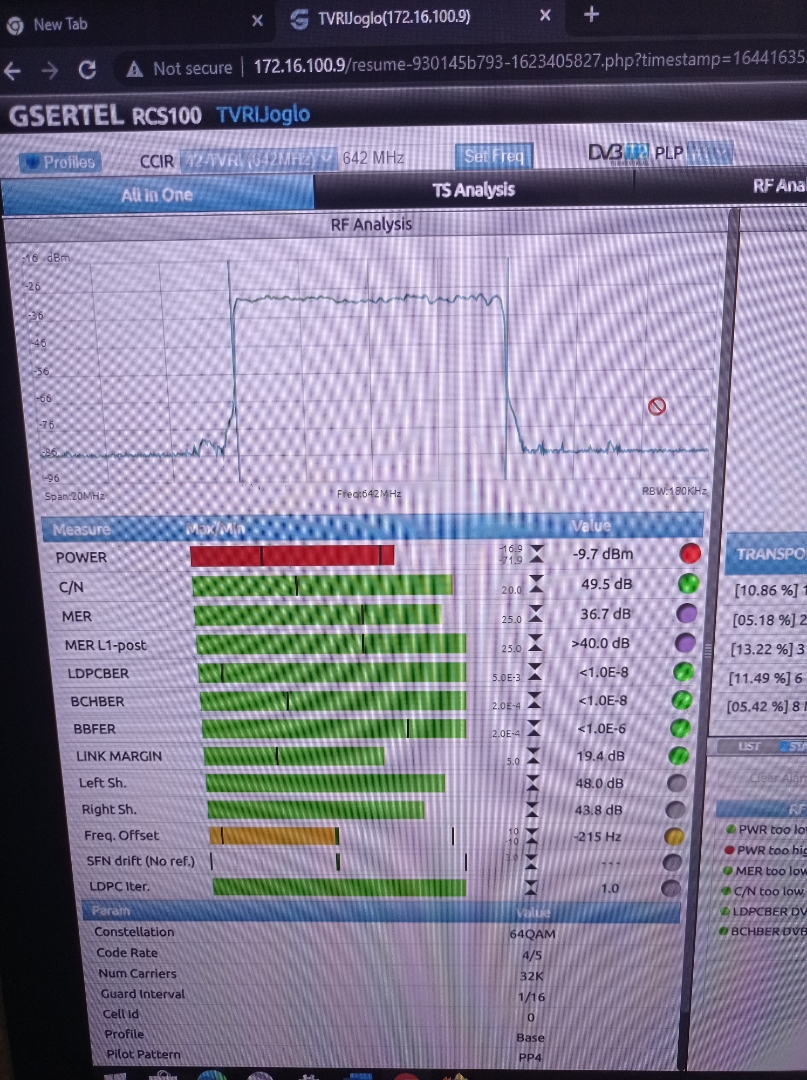 New Tab
TVRIJoglo(172.16.100.9)
Not secure | 172.16.100.9/resume-930145b793-1623405827.php?timestamp=16441635
GSERTEL RCS100 TVRIJoglo
Profiles CCIR 42-TVRI (642MHz) 642 MHz Set Freq DVB T2 PLP
All in One TS Analysis RF Ana
RF Analysis
-16 dBm
-26
-36
-46
-56
-66
-76
-86
-96
Span:20MHz Freq:642MHz RBW:180KHz
Measure Max/Min Value
POWER -16.9 -71.9 -9.7 dBm
C/N 20.0 49.5 dB
MER 25.0 36.7 dB
MER L1-post 25.0 >40.0 dB
LDPCBER 5.0E-3 <1.0E-8
BCHBER 2.0E-4 <1.0E-8
BBFER 2.0E-4 <1.0E-6
LINK MARGIN 5.0 19.4 dB
Left Sh. 48.0 dB
Right Sh. 43.8 dB
Freq. Offset 10 -10 -215 Hz
SFN drift (No ref.) 3.0 ---
LDPC Iter. 1.0
Param Value
Constellation 64QAM
Code Rate 4/5
Num Carriers 32K
Guard Interval 1/16
Cell Id 0
Profile Base
Pilot Pattern PP4
TRANSPO
[10.86 %] 1
[05.18 %] 2
[13.22 %] 3
[11.49 %] 6
[05.42 %] 8
LIST STA
Clear Ala
PWR too lo
PWR too hig
MER too low
C/N too low
LDPCBER DV
BCHBER DVB